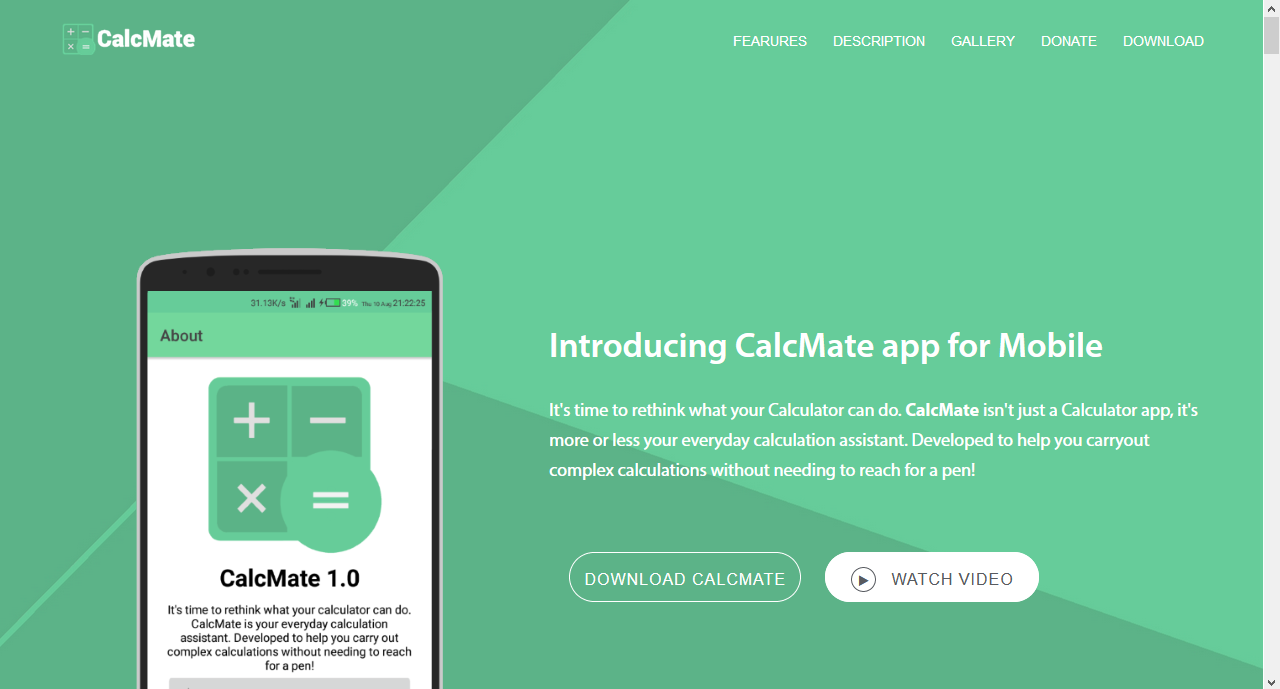 CalcMate
FEARURES DESCRIPTION GALLERY DONATE DOWNLOAD
31.13K/s 39% Thu 10 Aug 21:22:25
About
CalcMate 1.0
It's time to rethink what your calculator can do.
CalcMate is your everyday calculation
assistant. Developed to help you carry out
complex calculations without needing to reach
for a pen!
Introducing CalcMate app for Mobile
It's time to rethink what your Calculator can do. CalcMate isn't just a Calculator app, it's
more or less your everyday calculation assistant. Developed to help you carryout
complex calculations without needing to reach for a pen!
DOWNLOAD CALCMATE
WATCH VIDEO